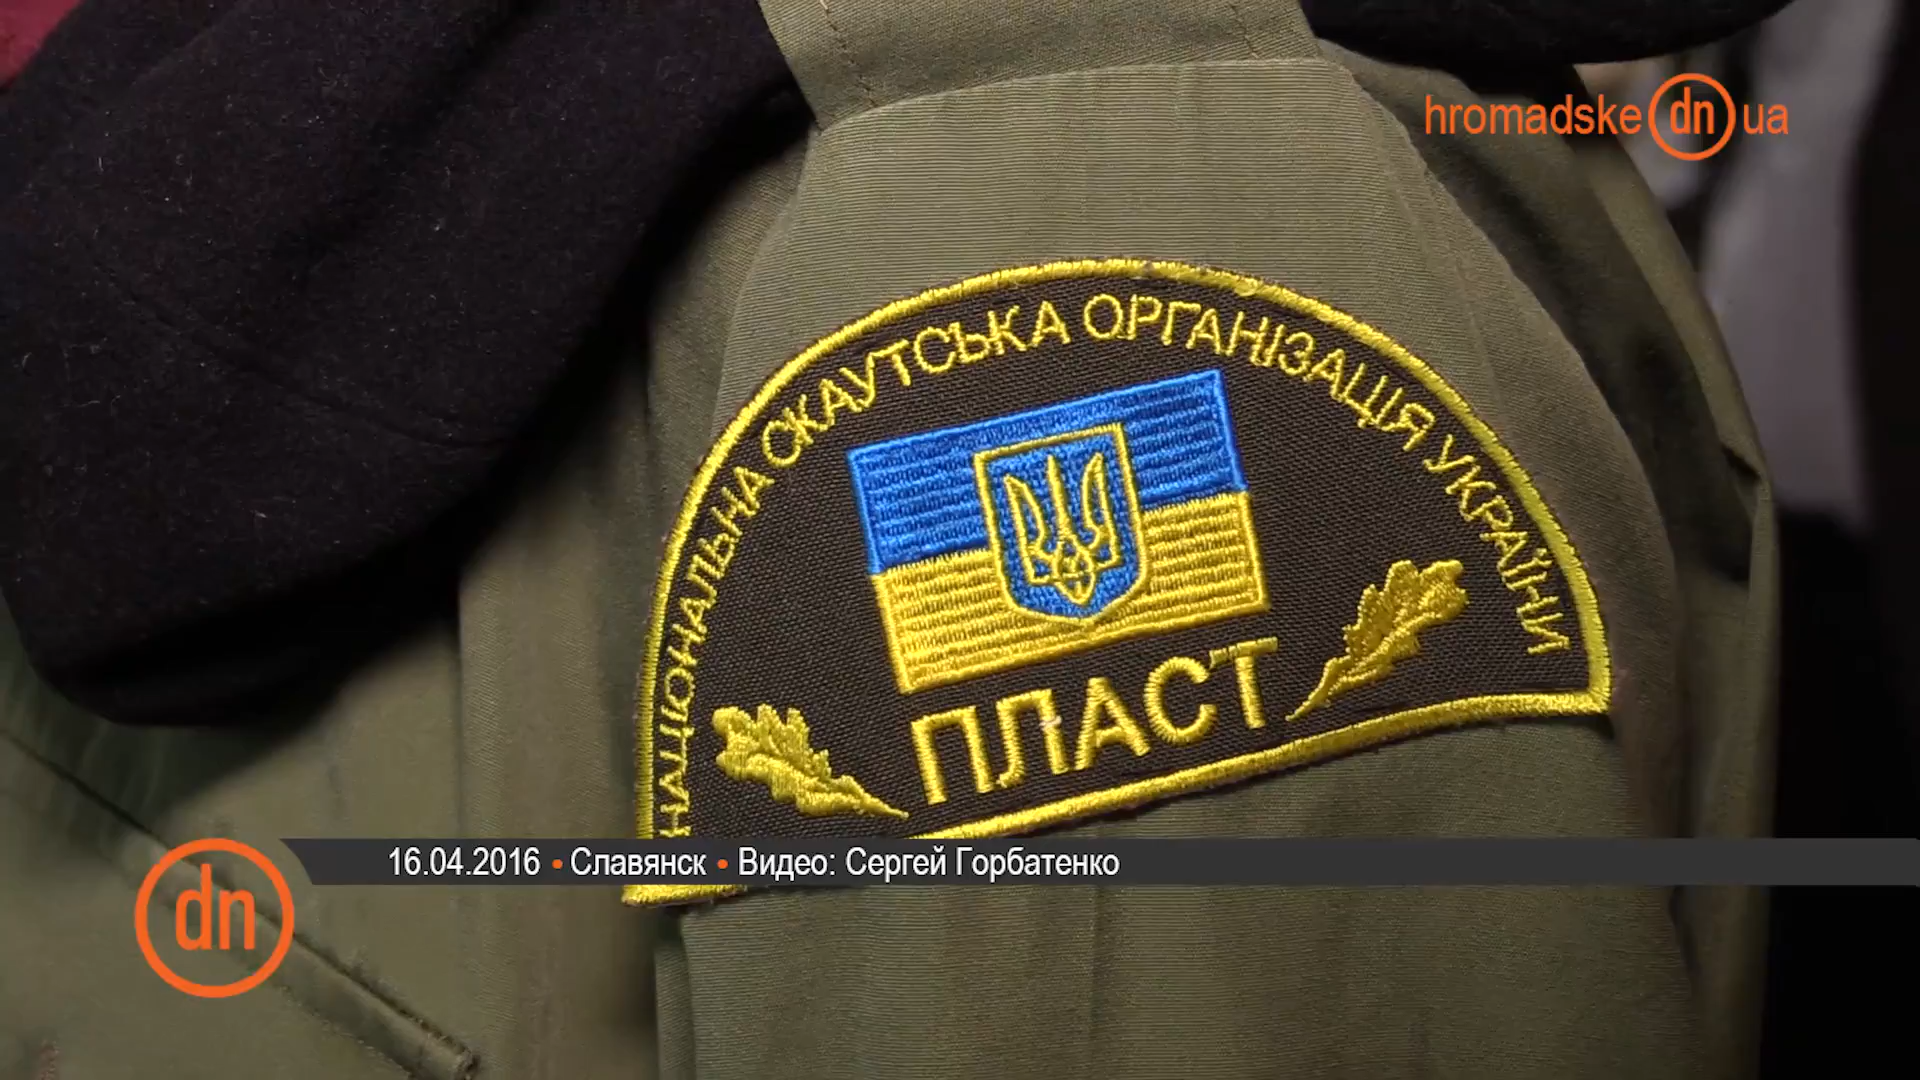 hromadske dn ua
НАЦІОНАЛЬНА СКАУТСЬКА ОРГАНІЗАЦІЯ УКРАЇНИ
ПЛАСТ
16.04.2016 • Славянск • Видео: Сергей Горбатенко
dn